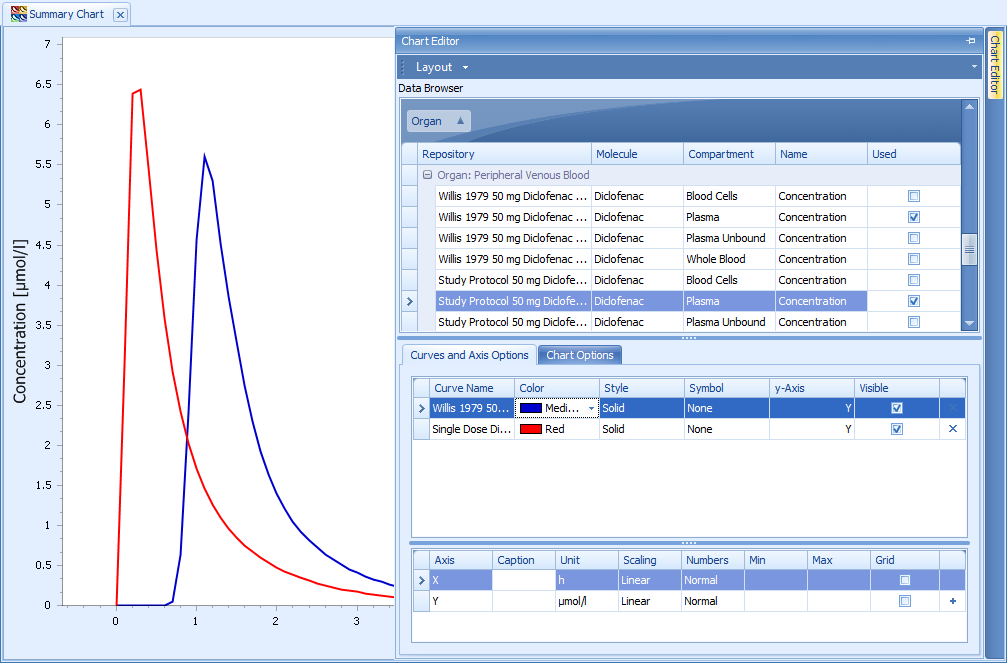 Summary Chart
Chart Editor
Chart Editor
Layout
Data Browser
Organ
Repository Molecule Compartment Name Used
Organ: Peripheral Venous Blood
Willis 1979 50 mg Diclofenac ... Diclofenac Blood Cells Concentration
Willis 1979 50 mg Diclofenac ... Diclofenac Plasma Concentration
Willis 1979 50 mg Diclofenac ... Diclofenac Plasma Unbound Concentration
Willis 1979 50 mg Diclofenac ... Diclofenac Whole Blood Concentration
Study Protocol 50 mg Diclofe... Diclofenac Blood Cells Concentration
Study Protocol 50 mg Diclofe... Diclofenac Plasma Concentration
Study Protocol 50 mg Diclofe... Diclofenac Plasma Unbound Concentration
Curves and Axis Options Chart Options
Curve Name Color Style Symbol y-Axis Visible
Willis 1979 50... Medi... Solid None Y
Single Dose Di... Red Solid None Y
Axis Caption Unit Scaling Numbers Min Max Grid
X h Linear Normal
Y µmol/l Linear Normal
Concentration [µmol/l]
7
6.5
6
5.5
5
4.5
4
3.5
3
2.5
2
1.5
1
0.5
0
0 1 2 3